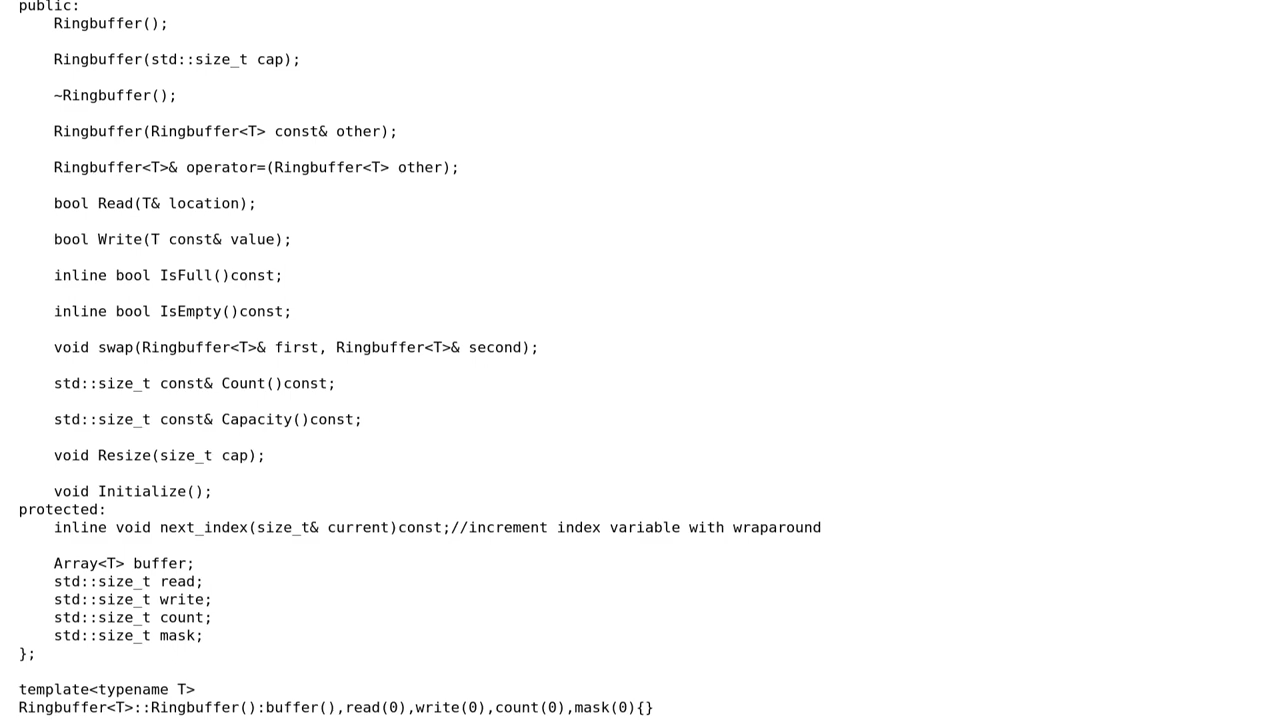 public:
    Ringbuffer();
    Ringbuffer(std::size_t cap);
    ~Ringbuffer();
    Ringbuffer(Ringbuffer<T> const& other);
    Ringbuffer<T>& operator=(Ringbuffer<T> other);
    bool Read(T& location);
    bool Write(T const& value);
    inline bool IsFull()const;
    inline bool IsEmpty()const;
    void swap(Ringbuffer<T>& first, Ringbuffer<T>& second);
    std::size_t const& Count()const;
    std::size_t const& Capacity()const;
    void Resize(size_t cap);
    void Initialize();
protected:
    inline void next_index(size_t& current)const;//increment index variable with wraparound
    Array<T> buffer;
    std::size_t read;
    std::size_t write;
    std::size_t count;
    std::size_t mask;
};
template<typename T>
Ringbuffer<T>::Ringbuffer():buffer(),read(0),write(0),count(0),mask(0){}